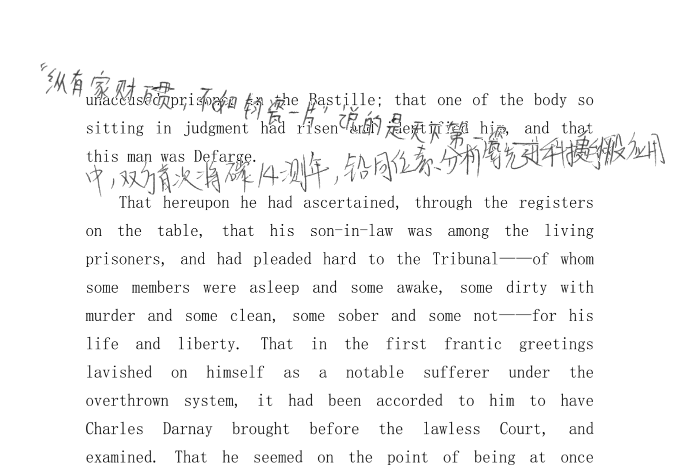 "纵有家财万贯,不如钧瓷一片",说的是天下第一瓷
unaccused prisoner in the Bastille; that one of the body so
sitting in judgment had risen and identified him, and that
this man was Defarge.
中,双方首次将碳14测年,铅同位素分析等先进科技手段应用
That hereupon he had ascertained, through the registers
on the table, that his son-in-law was among the living
prisoners, and had pleaded hard to the Tribunal——of whom
some members were asleep and some awake, some dirty with
murder and some clean, some sober and some not——for his
life and liberty. That in the first frantic greetings
lavished on himself as a notable sufferer under the
overthrown system, it had been accorded to him to have
Charles Darnay brought before the lawless Court, and
examined. That he seemed on the point of being at once